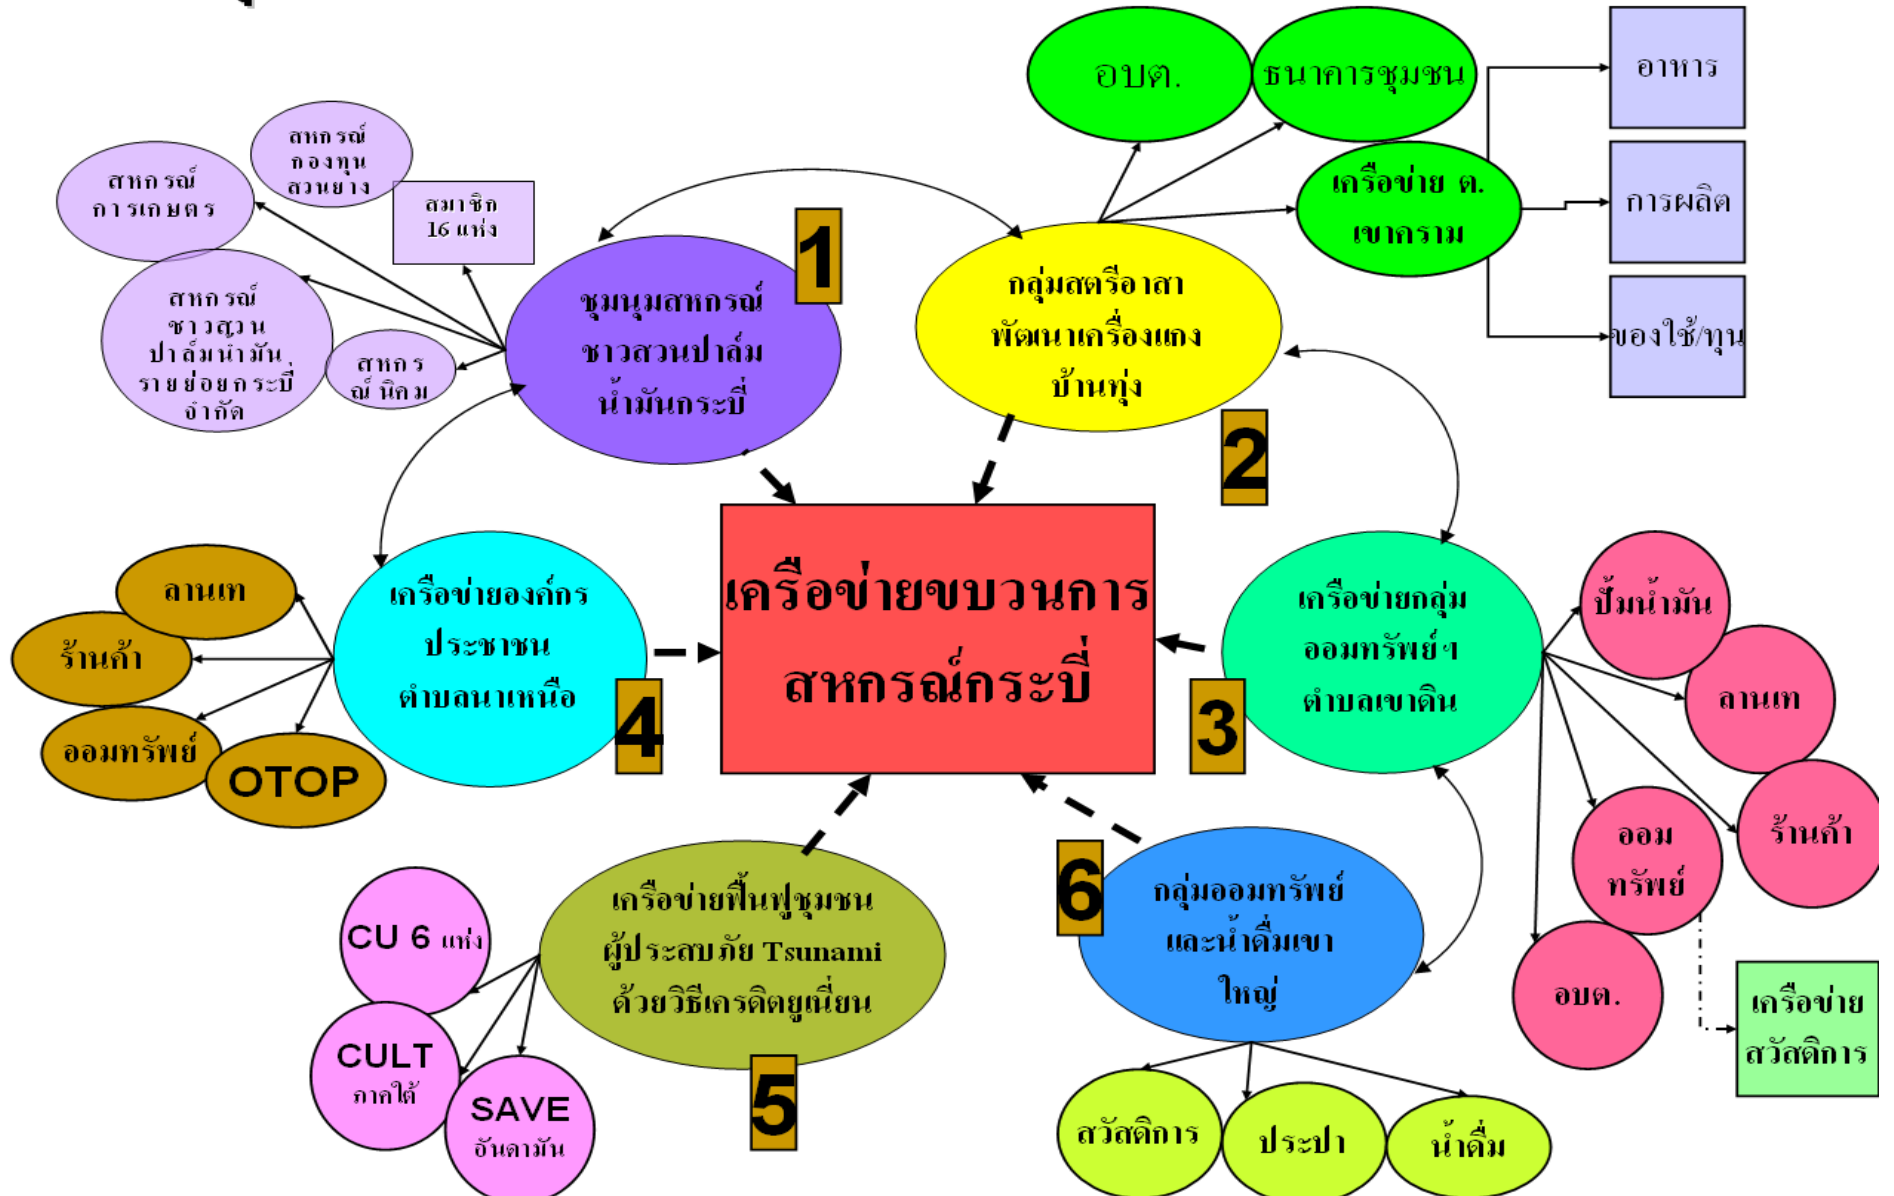 อบต.
ธนาคารชุมชน
อาหาร
สหกรณ์
กองทุน
สวนยาง
สหกรณ์
การเกษตร
สมาชิก
16 แห่ง
เครือข่าย ต.
เขาคราม
การผลิต
1
ชุมนุมสหกรณ์
ชาวสวนปาล์ม
น้ำมันกระบี่
กลุ่มสตรีอาสา
พัฒนาเครื่องแกง
บ้านทุ่ง
สหกรณ์
ชาวสวน
ปาล์มน้ำมัน
รายย่อยกระบี่
จำกัด
สหกร
ณ์นิคม
ของใช้/ทุน
2
เครือข่ายขบวนการ
สหกรณ์กระบี่
ลานเท
ร้านค้า
ออมทรัพย์
OTOP
เครือข่ายองค์กร
ประชาชน
ตำบลนาเหนือ
4
เครือข่ายกลุ่ม
ออมทรัพย์ฯ
ตำบลเขาดิน
3
ปั้มน้ำมัน
ลานเท
ร้านค้า
ออม
ทรัพย์
อบต.
เครือข่าย
สวัสดิการ
เครือข่ายฟื้นฟูชุมชน
ผู้ประสบภัย Tsunami
ด้วยวิธีเครดิตยูเนี่ยน
5
CU 6 แห่ง
CULT
ภาคใต้
SAVE
อันดามัน
6
กลุ่มออมทรัพย์
และน้ำดื่มเขา
ใหญ่
สวัสดิการ
ประปา
น้ำดื่ม